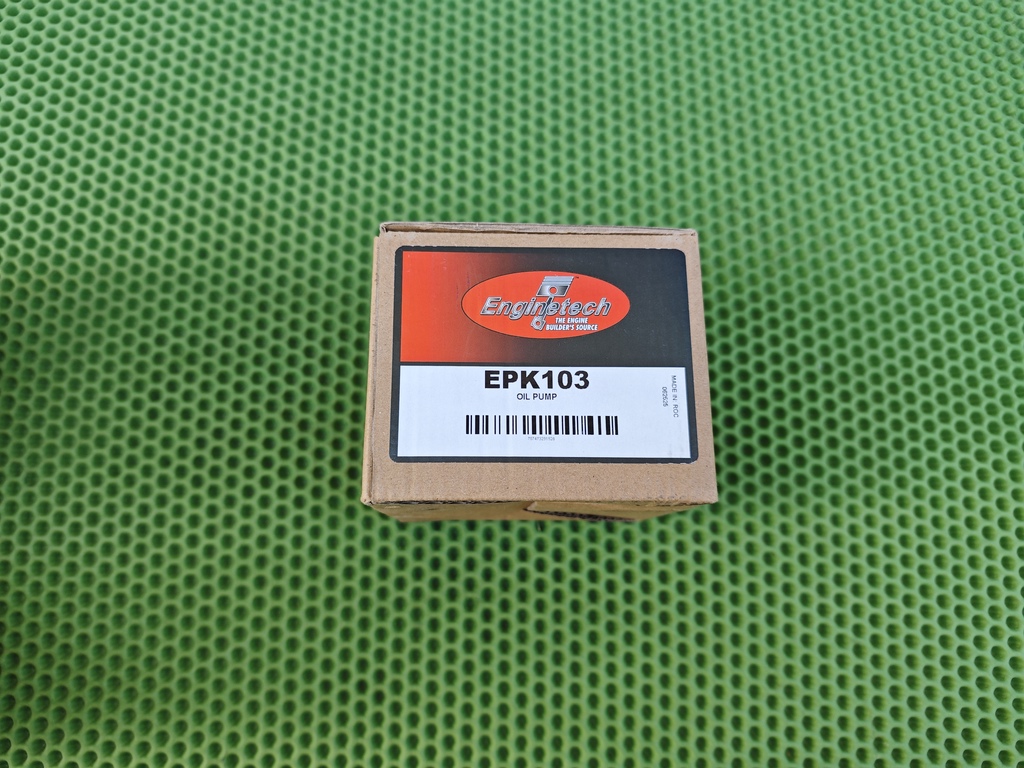 Enginetech
THE ENGINE
BUILDER'S SOURCE
EPK103
OIL PUMP
MADE IN: ROC